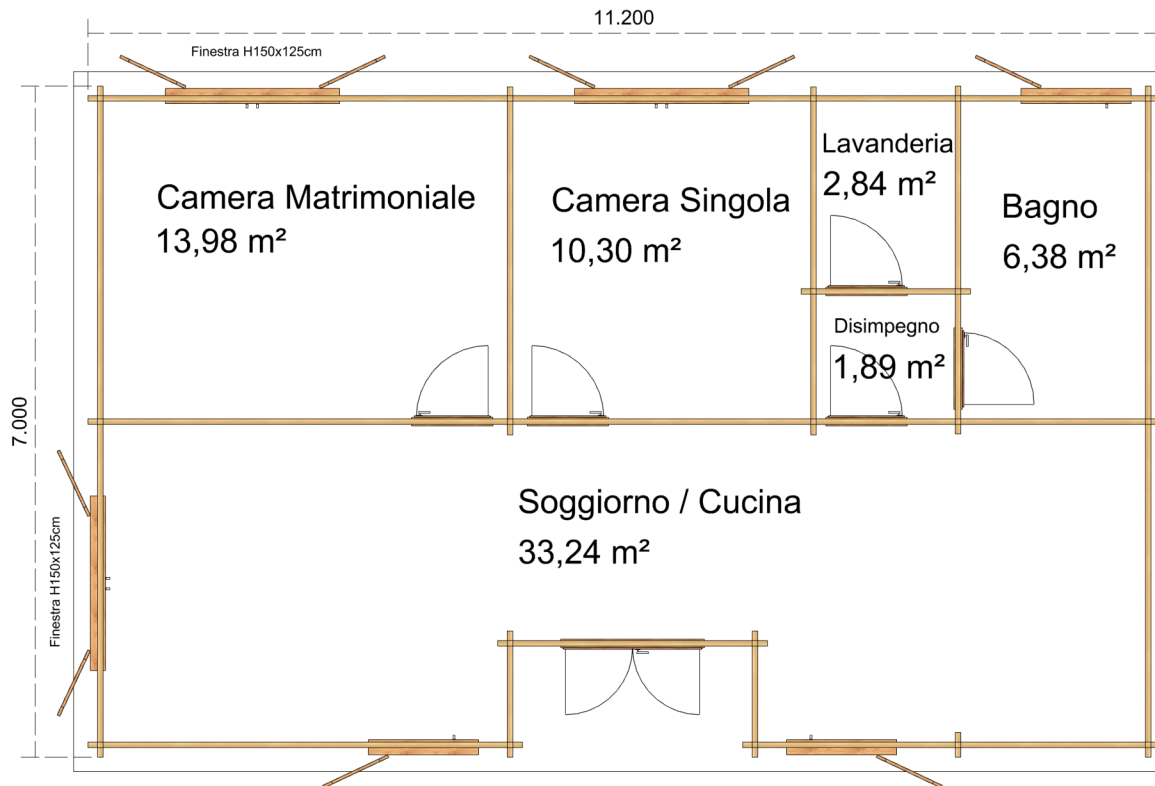 11.200
Finestra H150x125cm
Camera Matrimoniale
13,98 m²
Camera Singola
10,30 m²
Lavanderia
2,84 m²
Bagno
6,38 m²
Disimpegno
1,89 m²
7.000
Soggiorno / Cucina
33,24 m²
Finestra H150x125cm